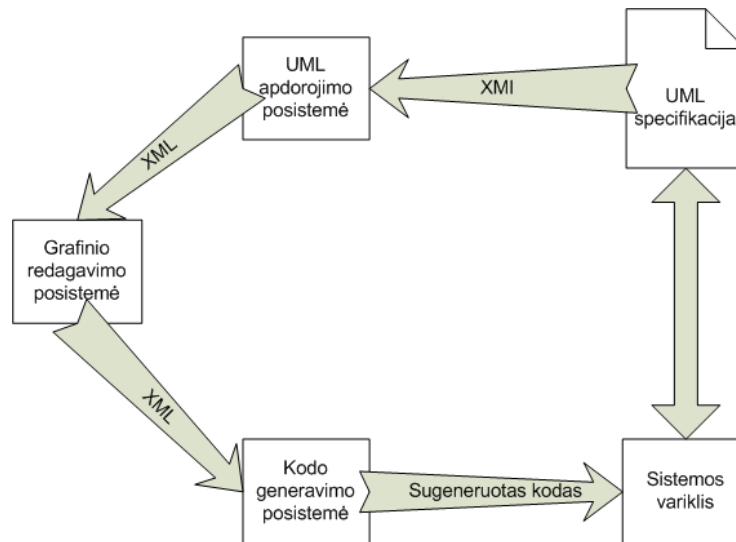 UML
apdorojimo
posistemė
XMI
UML
specifikacija
XML
Grafinio
redagavimo
posistemė
XML
Kodo
generavimo
posistemė
Sugeneruotas kodas
Sistemos
variklis